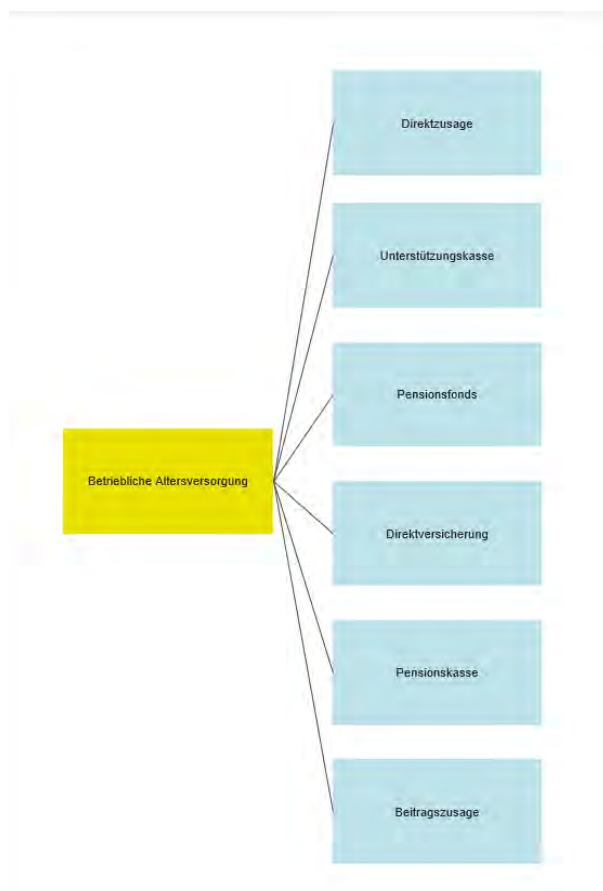 Betriebliche Altersversorgung
Direktzusage
Unterstützungskasse
Pensionsfonds
Direktversicherung
Pensionskasse
Beitragszusage